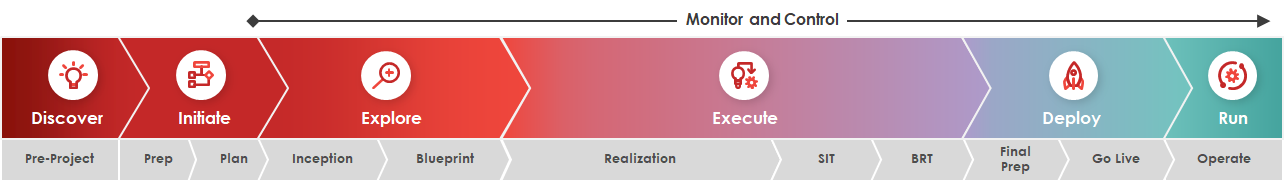 Monitor and Control
Discover
Initiate
Explore
Execute
Deploy
Run
Pre-Project
Prep
Plan
Inception
Blueprint
Realization
SIT
BRT
Final
Prep
Go Live
Operate